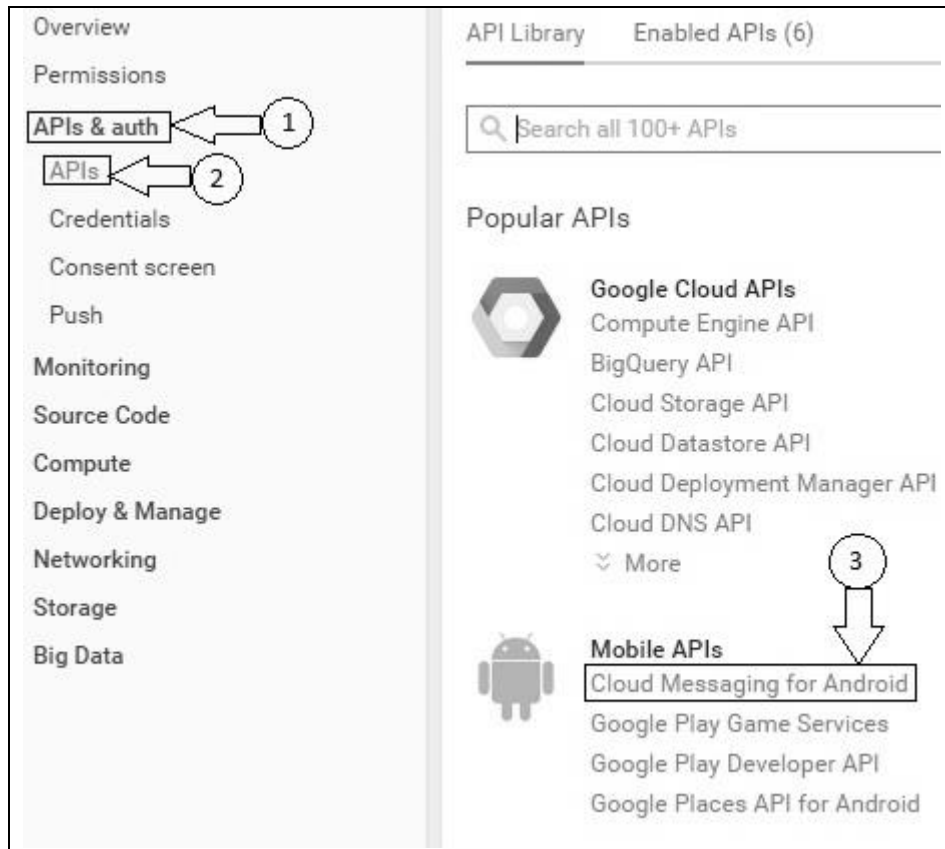 Overview
Permissions
APIs & auth
1
APIs
2
Credentials
Consent screen
Push
Monitoring
Source Code
Compute
Deploy & Manage
Networking
Storage
Big Data
API Library Enabled APIs (6)
Search all 100+ APIs
Popular APIs
Google Cloud APIs
Compute Engine API
BigQuery API
Cloud Storage API
Cloud Datastore API
Cloud Deployment Manager API
Cloud DNS API
More
3
Mobile APIs
Cloud Messaging for Android
Google Play Game Services
Google Play Developer API
Google Places API for Android